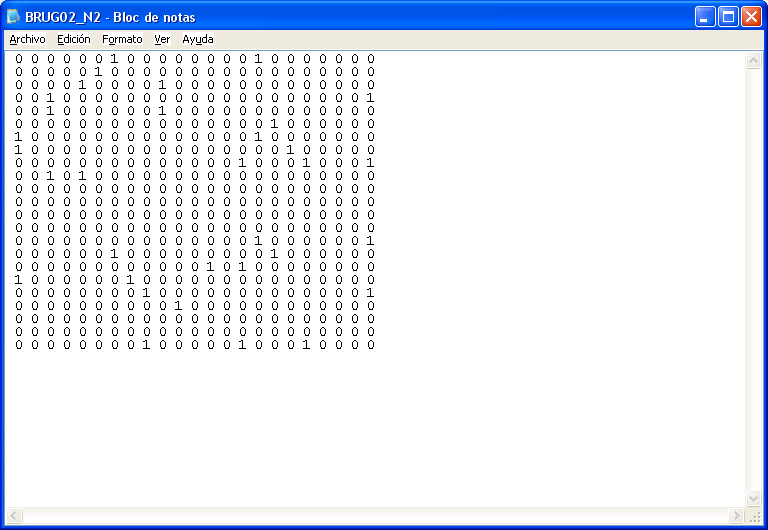 BRUG02_N2 - Bloc de notas
Archivo Edición Formato Ver Ayuda
0 0 0 0 0 0 1 0 0 0 0 0 0 0 0 1 0 0 0 0 0 0 0
0 0 0 0 0 1 0 0 0 0 0 0 0 0 0 0 0 0 0 0 0 0 0
0 0 0 0 1 0 0 0 0 1 0 0 0 0 0 0 0 0 0 0 0 0 0
0 0 1 0 0 0 0 0 0 0 0 0 0 0 0 0 0 0 0 0 0 0 1
0 0 1 0 0 0 0 0 0 1 0 0 0 0 0 0 0 0 0 0 0 0 0
0 0 0 0 0 0 0 0 0 0 0 0 0 0 0 0 1 0 0 0 0 0 0
1 0 0 0 0 0 0 0 0 0 0 0 0 0 0 1 0 0 0 0 0 0 0
1 0 0 0 0 0 0 0 0 0 0 0 0 0 0 0 0 1 0 0 0 0 0
0 0 0 0 0 0 0 0 0 0 0 0 0 0 1 0 0 0 1 0 0 0 1
0 0 1 0 1 0 0 0 0 0 0 0 0 0 0 0 0 0 0 0 0 0 0
0 0 0 0 0 0 0 0 0 0 0 0 0 0 0 0 0 0 0 0 0 0 0
0 0 0 0 0 0 0 0 0 0 0 0 0 0 0 0 0 0 0 0 0 0 0
0 0 0 0 0 0 0 0 0 0 0 0 0 0 0 0 0 0 0 0 0 0 0
0 0 0 0 0 0 0 0 0 0 0 0 0 0 0 0 0 0 0 0 0 0 0
0 0 0 0 0 0 0 0 0 0 0 0 0 0 0 1 0 0 0 0 0 0 1
0 0 0 0 0 0 1 0 0 0 0 0 0 0 0 0 1 0 0 0 0 0 0
0 0 0 0 0 0 0 0 0 0 0 0 1 0 1 0 0 0 0 0 0 0 0
1 0 0 0 0 0 0 1 0 0 0 0 0 0 0 0 0 0 0 0 0 0 0
0 0 0 0 0 0 0 0 1 0 0 0 0 0 0 0 0 0 0 0 0 0 1
0 0 0 0 0 0 0 0 0 0 1 0 0 0 0 0 0 0 0 0 0 0 0
0 0 0 0 0 0 0 0 0 0 0 0 0 0 0 0 0 0 0 0 0 0 0
0 0 0 0 0 0 0 0 0 0 0 0 0 0 0 0 0 0 0 0 0 0 0
0 0 0 0 0 0 0 0 1 0 0 0 0 0 1 0 0 0 1 0 0 0 0